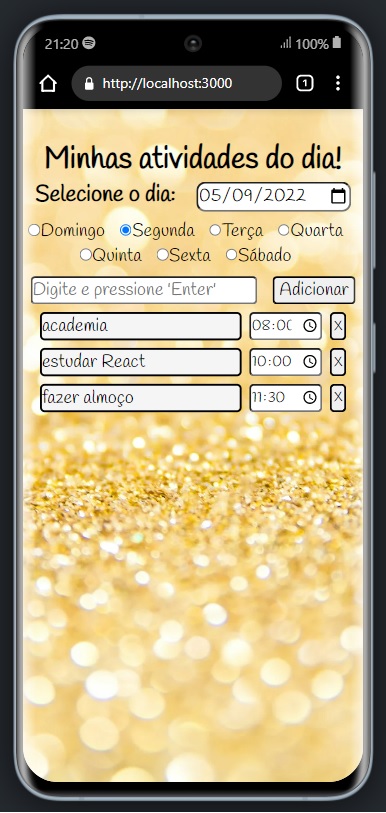 21:20 100%
http://localhost:3000 1
Minhas atividades do dia!
Selecione o dia: 05/09/2022
Domingo Segunda Terça Quarta
Quinta Sexta Sábado
Digite e pressione 'Enter' Adicionar
academia 08:00 X
estudar React 10:00 X
fazer almoço 11:30 X